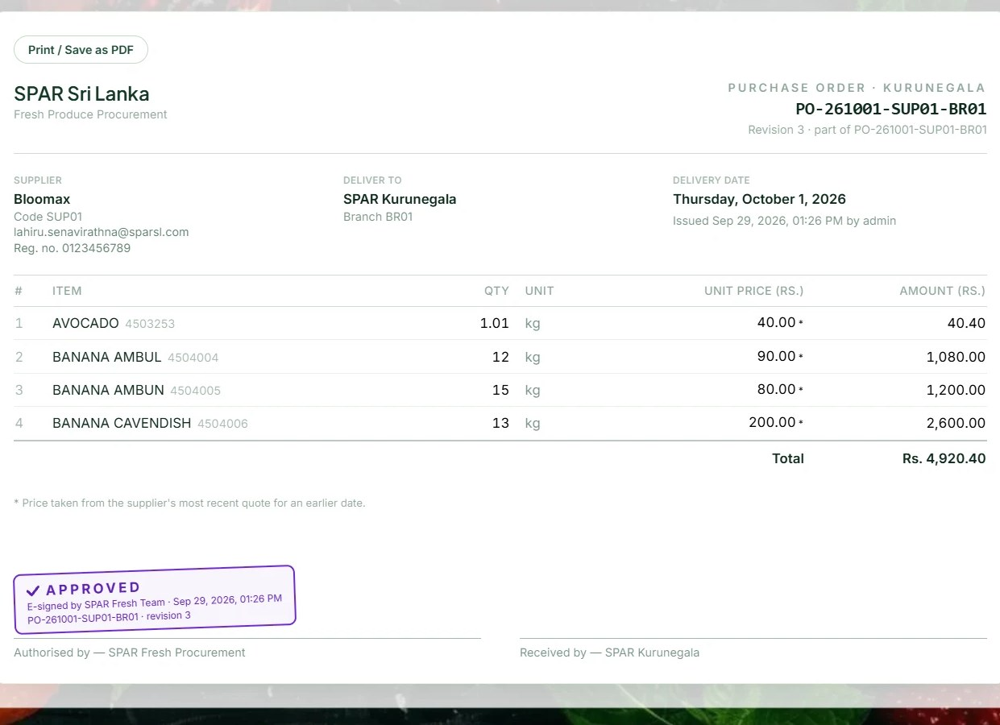 Print / Save as PDF
SPAR Sri Lanka
Fresh Produce Procurement
PURCHASE ORDER · KURUNEGALA
PO-261001-SUP01-BR01
Revision 3 · part of PO-261001-SUP01-BR01
SUPPLIER
Bloomax
Code SUP01
lahiru.senavirathna@sparsl.com
Reg. no. 0123456789
DELIVER TO
SPAR Kurunegala
Branch BR01
DELIVERY DATE
Thursday, October 1, 2026
Issued Sep 29, 2026, 01:26 PM by admin
# ITEM QTY UNIT UNIT PRICE (RS.) AMOUNT (RS.)
1 AVOCADO 4503253 1.01 kg 40.00 * 40.40
2 BANANA AMBUL 4504004 12 kg 90.00 * 1,080.00
3 BANANA AMBUN 4504005 15 kg 80.00 * 1,200.00
4 BANANA CAVENDISH 4504006 13 kg 200.00 * 2,600.00
Total Rs. 4,920.40
* Price taken from the supplier's most recent quote for an earlier date.
✓ APPROVED
E-signed by SPAR Fresh Team · Sep 29, 2026, 01:26 PM
PO-261001-SUP01-BR01 · revision 3
Authorised by — SPAR Fresh Procurement
Received by — SPAR Kurunegala